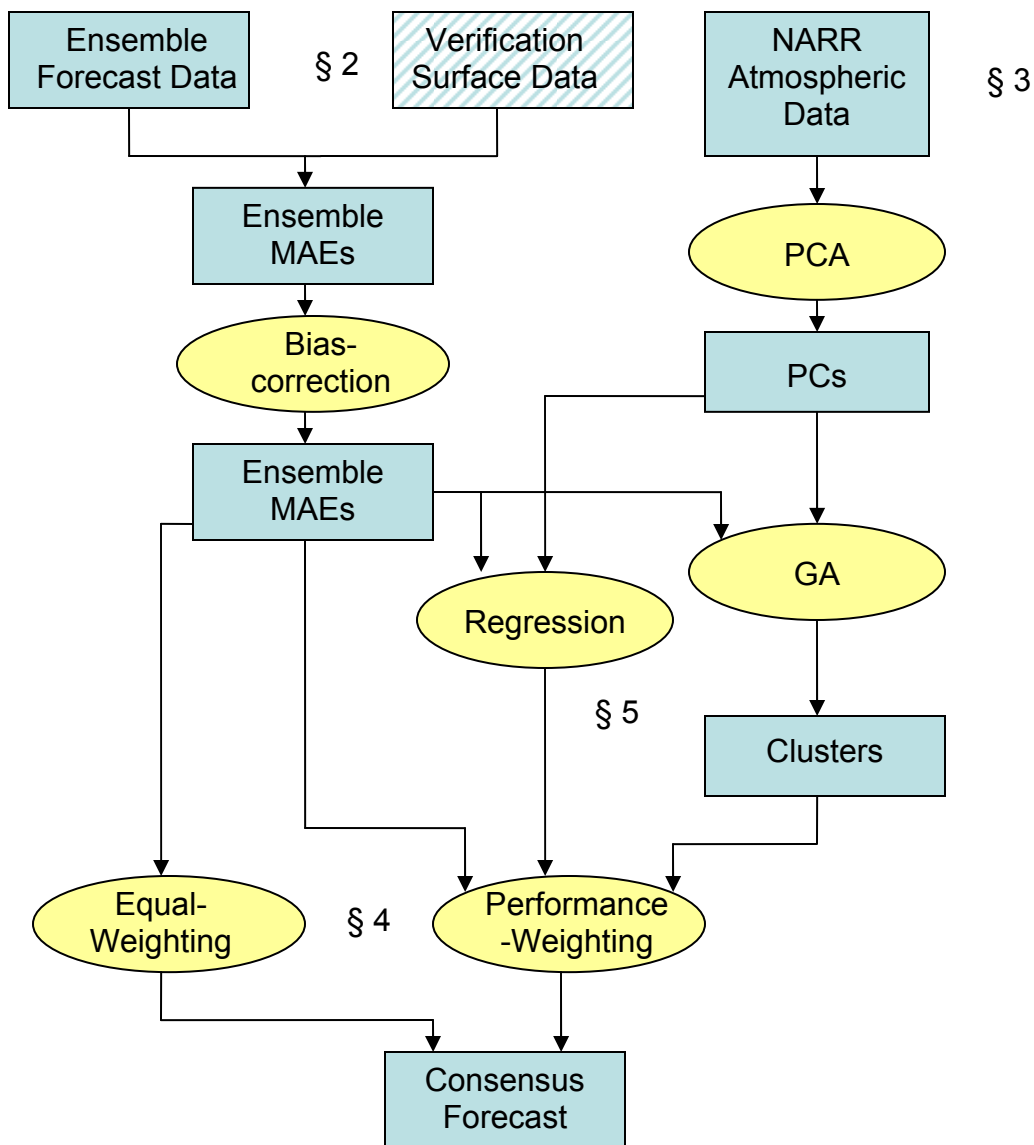 Ensemble
Forecast Data
§ 2
Verification
Surface Data
NARR
Atmospheric
Data
§ 3
Ensemble
MAEs
PCA
Bias-
correction
PCs
Ensemble
MAEs
GA
Regression
§ 5
Clusters
Equal-
Weighting
§ 4
Performance
-Weighting
Consensus
Forecast